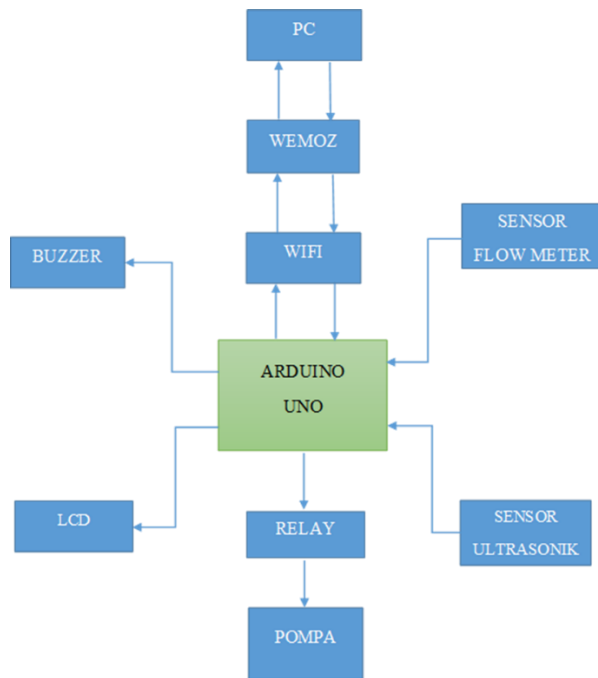 PC
WEMOZ
SENSOR
FLOW METER
BUZZER
WIFI
ARDUINO
UNO
LCD
RELAY
SENSOR
ULTRASONIK
POMPA